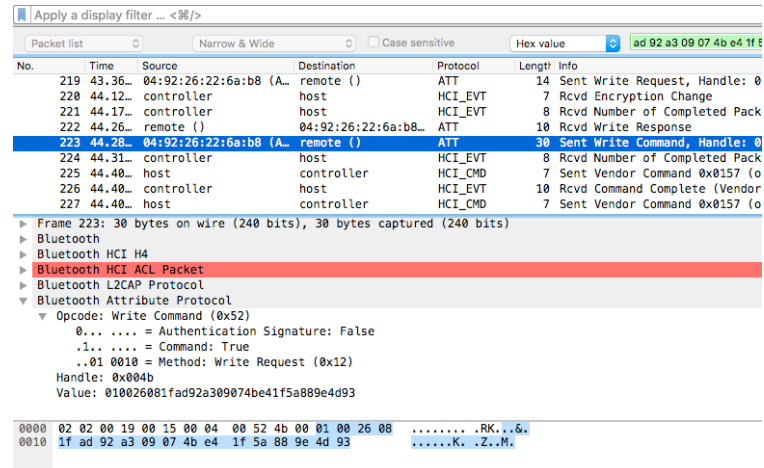 Apply a display filter … <⌘/>
Packet list Narrow & Wide Case sensitive Hex value ad 92 a3 09 07 4b e4 1f 5
No. Time Source Destination Protocol Length Info
219 43.36… 04:92:26:22:6a:b8 (A… remote () ATT 14 Sent Write Request, Handle: 0
220 44.12… controller host HCI_EVT 7 Rcvd Encryption Change
221 44.17… controller host HCI_EVT 8 Rcvd Number of Completed Pack
222 44.26… remote () 04:92:26:22:6a:b8… ATT 10 Rcvd Write Response
223 44.28… 04:92:26:22:6a:b8 (A… remote () ATT 30 Sent Write Command, Handle: 0
224 44.31… controller host HCI_EVT 8 Rcvd Number of Completed Pack
225 44.40… host controller HCI_CMD 7 Sent Vendor Command 0x0157 (o
226 44.40… controller host HCI_EVT 10 Rcvd Command Complete (Vendor
227 44.40… host controller HCI_CMD 7 Sent Vendor Command 0x0157 (o
Frame 223: 30 bytes on wire (240 bits), 30 bytes captured (240 bits)
Bluetooth
Bluetooth HCI H4
Bluetooth HCI ACL Packet
Bluetooth L2CAP Protocol
Bluetooth Attribute Protocol
Opcode: Write Command (0x52)
0... .... = Authentication Signature: False
.1.. .... = Command: True
..01 0010 = Method: Write Request (0x12)
Handle: 0x004b
Value: 010026081fad92a309074be41f5a889e4d93
0000 02 02 00 19 00 15 00 04 00 52 4b 00 01 00 26 08 ........ .RK...&.
0010 1f ad 92 a3 09 07 4b e4 1f 5a 88 9e 4d 93 ......K. .Z..M.